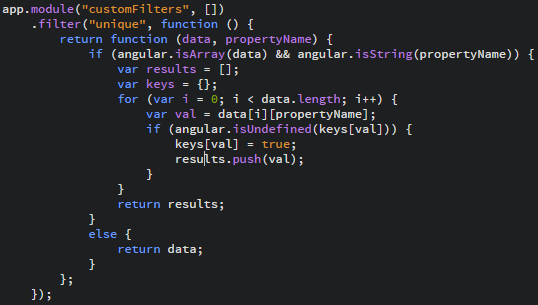 app.module("customFilters", [])
    .filter("unique", function () {
        return function (data, propertyName) {
            if (angular.isArray(data) && angular.isString(propertyName)) {
                var results = [];
                var keys = {};
                for (var i = 0; i < data.length; i++) {
                    var val = data[i][propertyName];
                    if (angular.isUndefined(keys[val])) {
                        keys[val] = true;
                        results.push(val);
                    }
                }
                return results;
            }
            else {
                return data;
            }
        };
    });